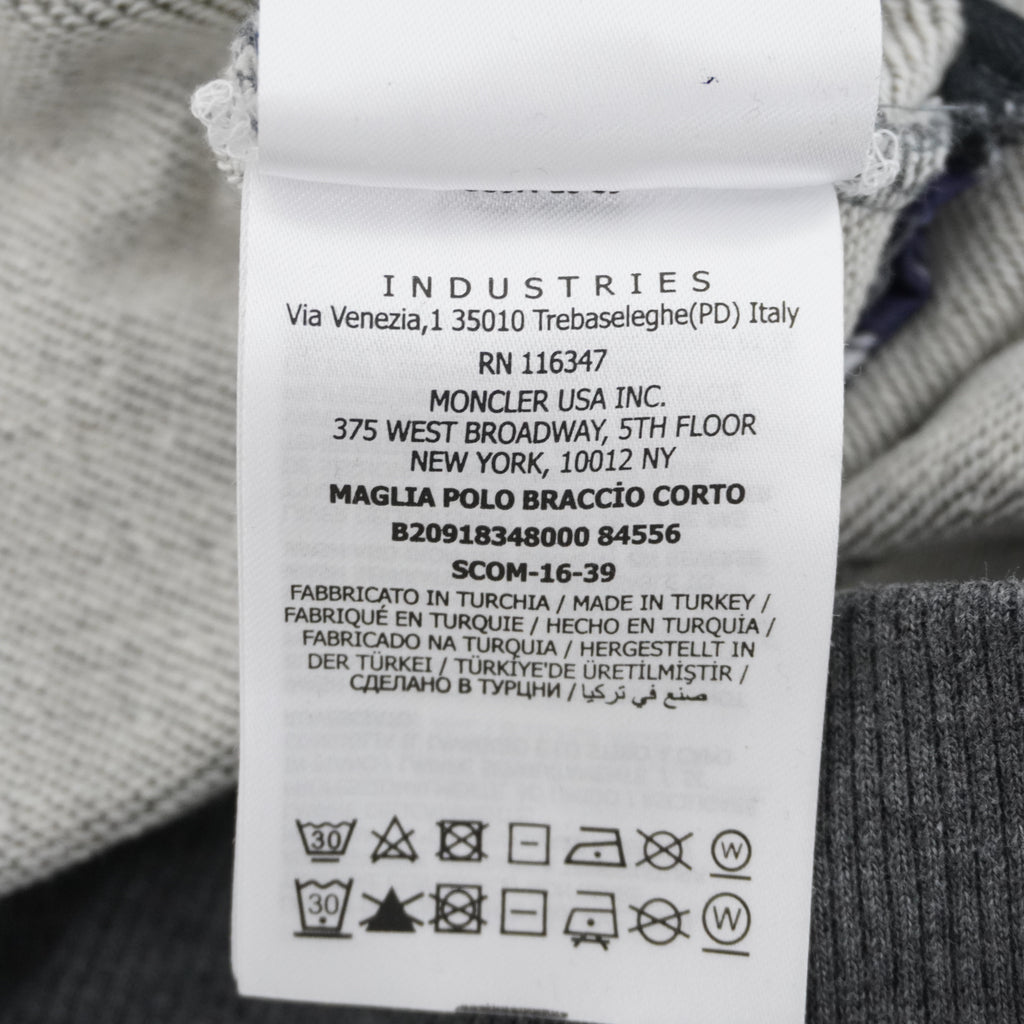 INDUSTRIES
Via Venezia,1 35010 Trebaseleghe(PD) Italy
RN 116347
MONCLER USA INC.
375 WEST BROADWAY, 5TH FLOOR
NEW YORK, 10012 NY
MAGLIA POLO BRACCİO CORTO
B20918348000 84556
SCOM-16-39
FABBRICATO IN TURCHIA / MADE IN TURKEY /
FABRIQUÉ EN TURQUIE / HECHO EN TURQUÍA /
FABRICADO NA TURQUIA / HERGESTELLT IN
DER TÜRKEI / TÜRKİYE'DE ÜRETİLMİŞTİR /
СДЕЛАНО В ТУРЦНИ / صنع في تركيا
30 W
30 W